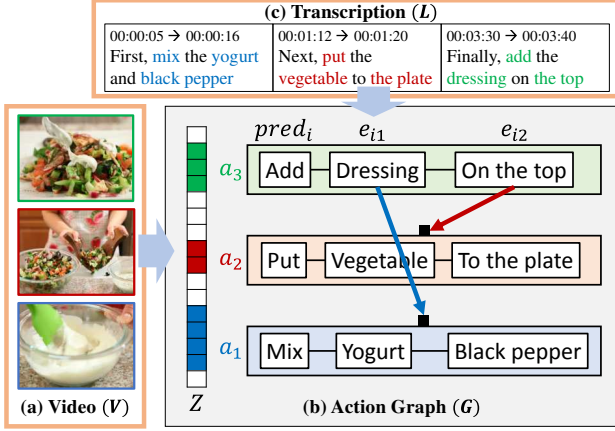 (c) Transcription (L)
00:00:05 → 00:00:16
First, mix the yogurt
and black pepper
00:01:12 → 00:01:20
Next, put the
vegetable to the plate
00:03:30 → 00:03:40
Finally, add the
dressing on the top
pred_i e_i1 e_i2
a_3 Add Dressing On the top
a_2 Put Vegetable To the plate
a_1 Mix Yogurt Black pepper
(a) Video (V)
Z
(b) Action Graph (G)